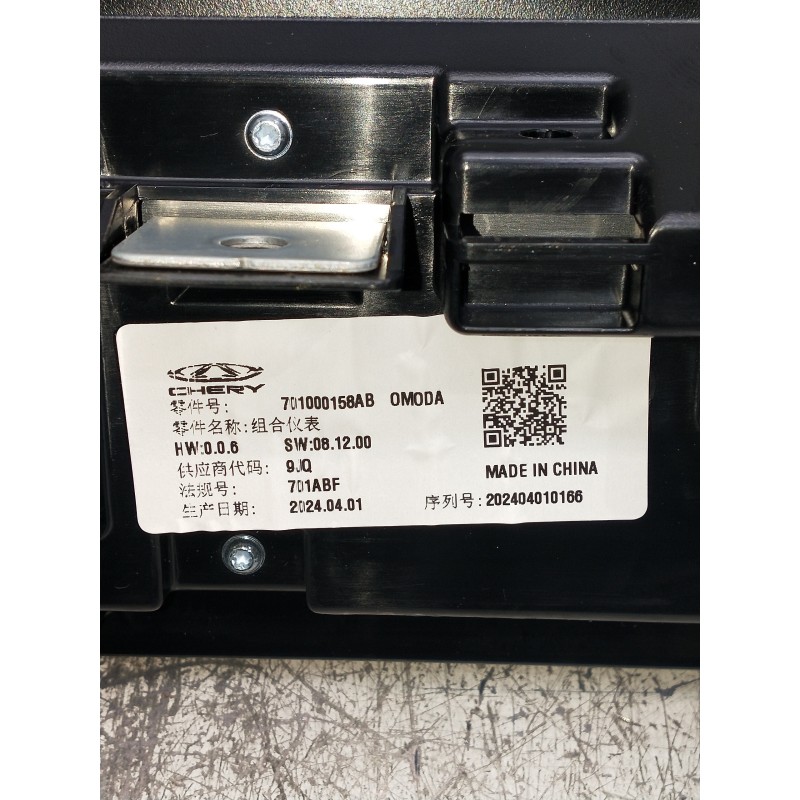 CHERY
零件号: 701000158AB OMODA
零件名称:组合仪表
HW:0.0.6 SW:08.12.00
供应商代码: 9JQ
法规号: 701ABF
生产日期: 2024.04.01
MADE IN CHINA
序列号:202404010166